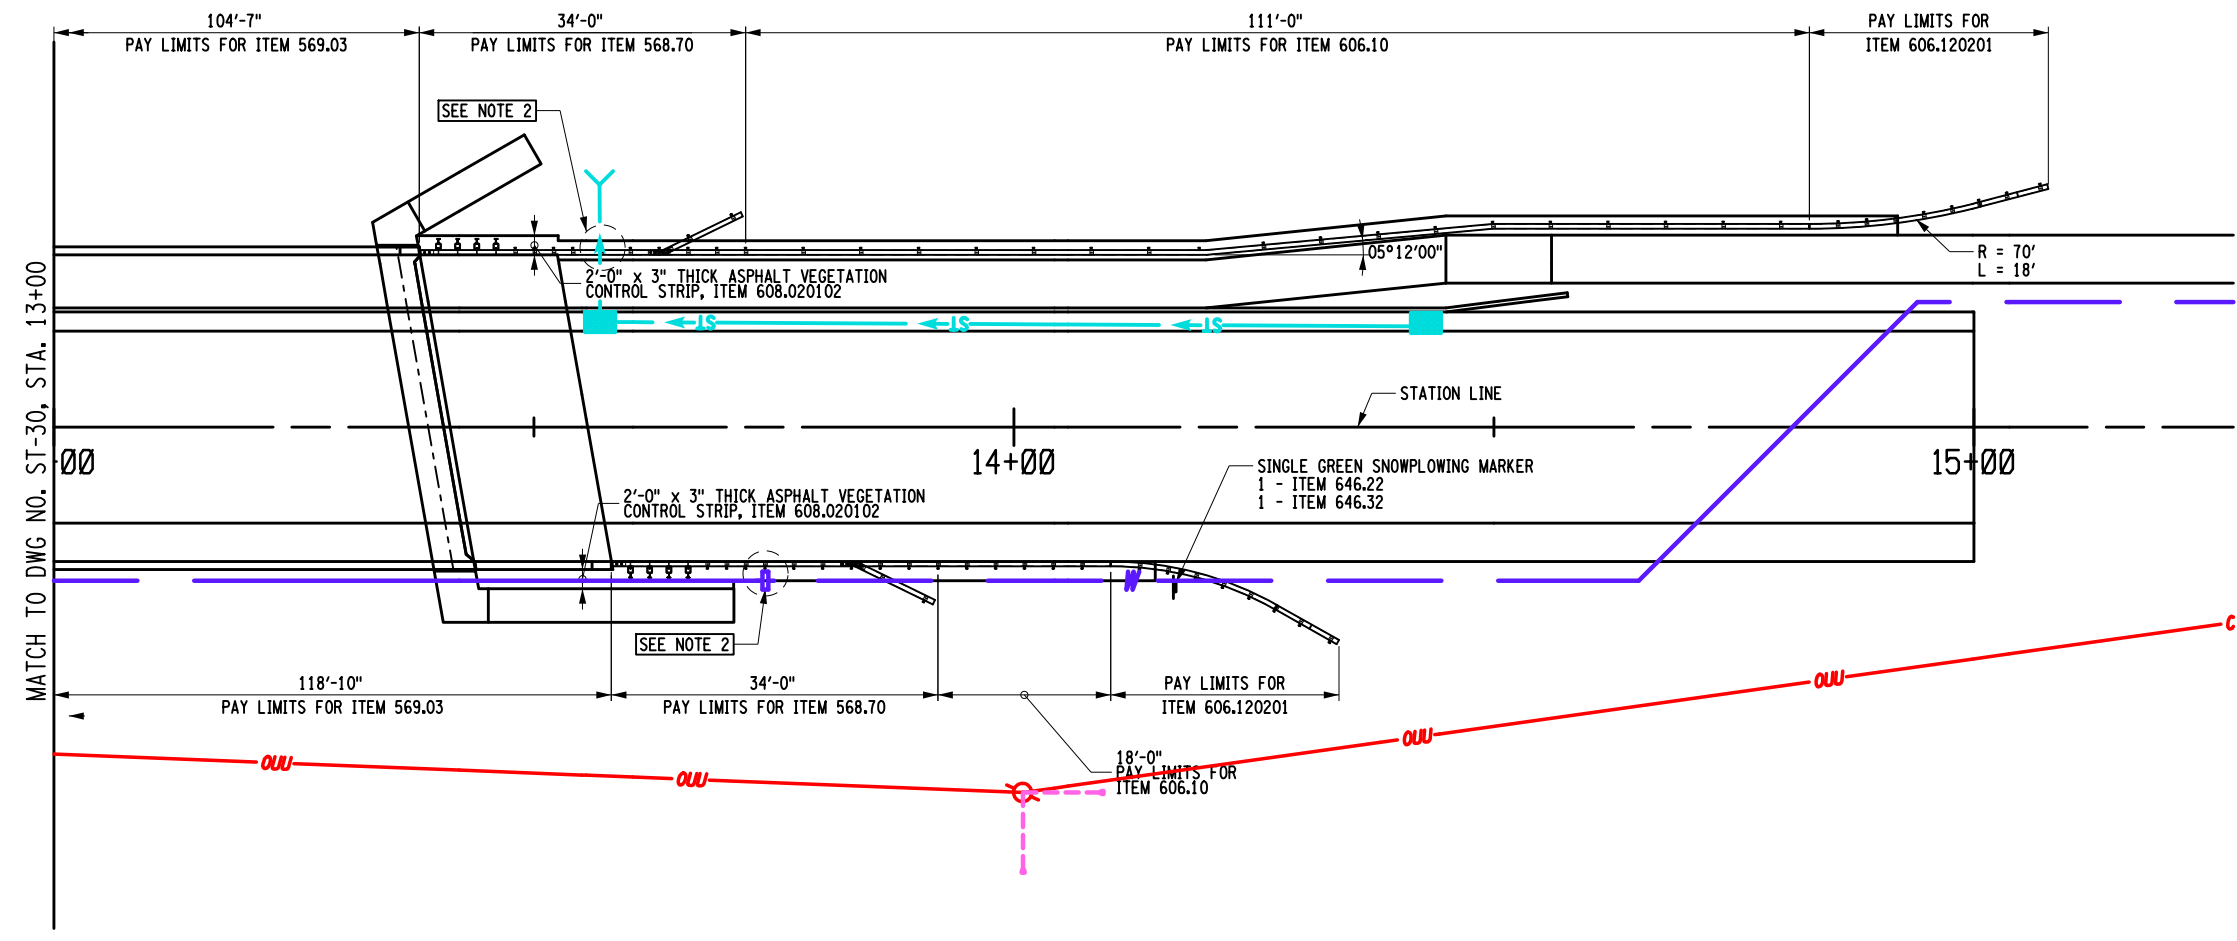 104'-7"
PAY LIMITS FOR ITEM 569.03
34'-0"
PAY LIMITS FOR ITEM 568.70
111'-0"
PAY LIMITS FOR ITEM 606.10
PAY LIMITS FOR
ITEM 606.120201
SEE NOTE 2
05°12'00"
R = 70'
L = 18'
2'-0" x 3" THICK ASPHALT VEGETATION
CONTROL STRIP, ITEM 608.020102
ST
ST
ST
MATCH TO DWG NO. ST-30, STA. 13+00
STATION LINE
+00
14+00
15+00
SINGLE GREEN SNOWPLOWING MARKER
1 - ITEM 646.22
1 - ITEM 646.32
2'-0" x 3" THICK ASPHALT VEGETATION
CONTROL STRIP, ITEM 608.020102
W
SEE NOTE 2
118'-10"
PAY LIMITS FOR ITEM 569.03
34'-0"
PAY LIMITS FOR ITEM 568.70
PAY LIMITS FOR
ITEM 606.120201
18'-0"
PAY LIMITS FOR
ITEM 606.10
OUU
OUU
OUU
OUU